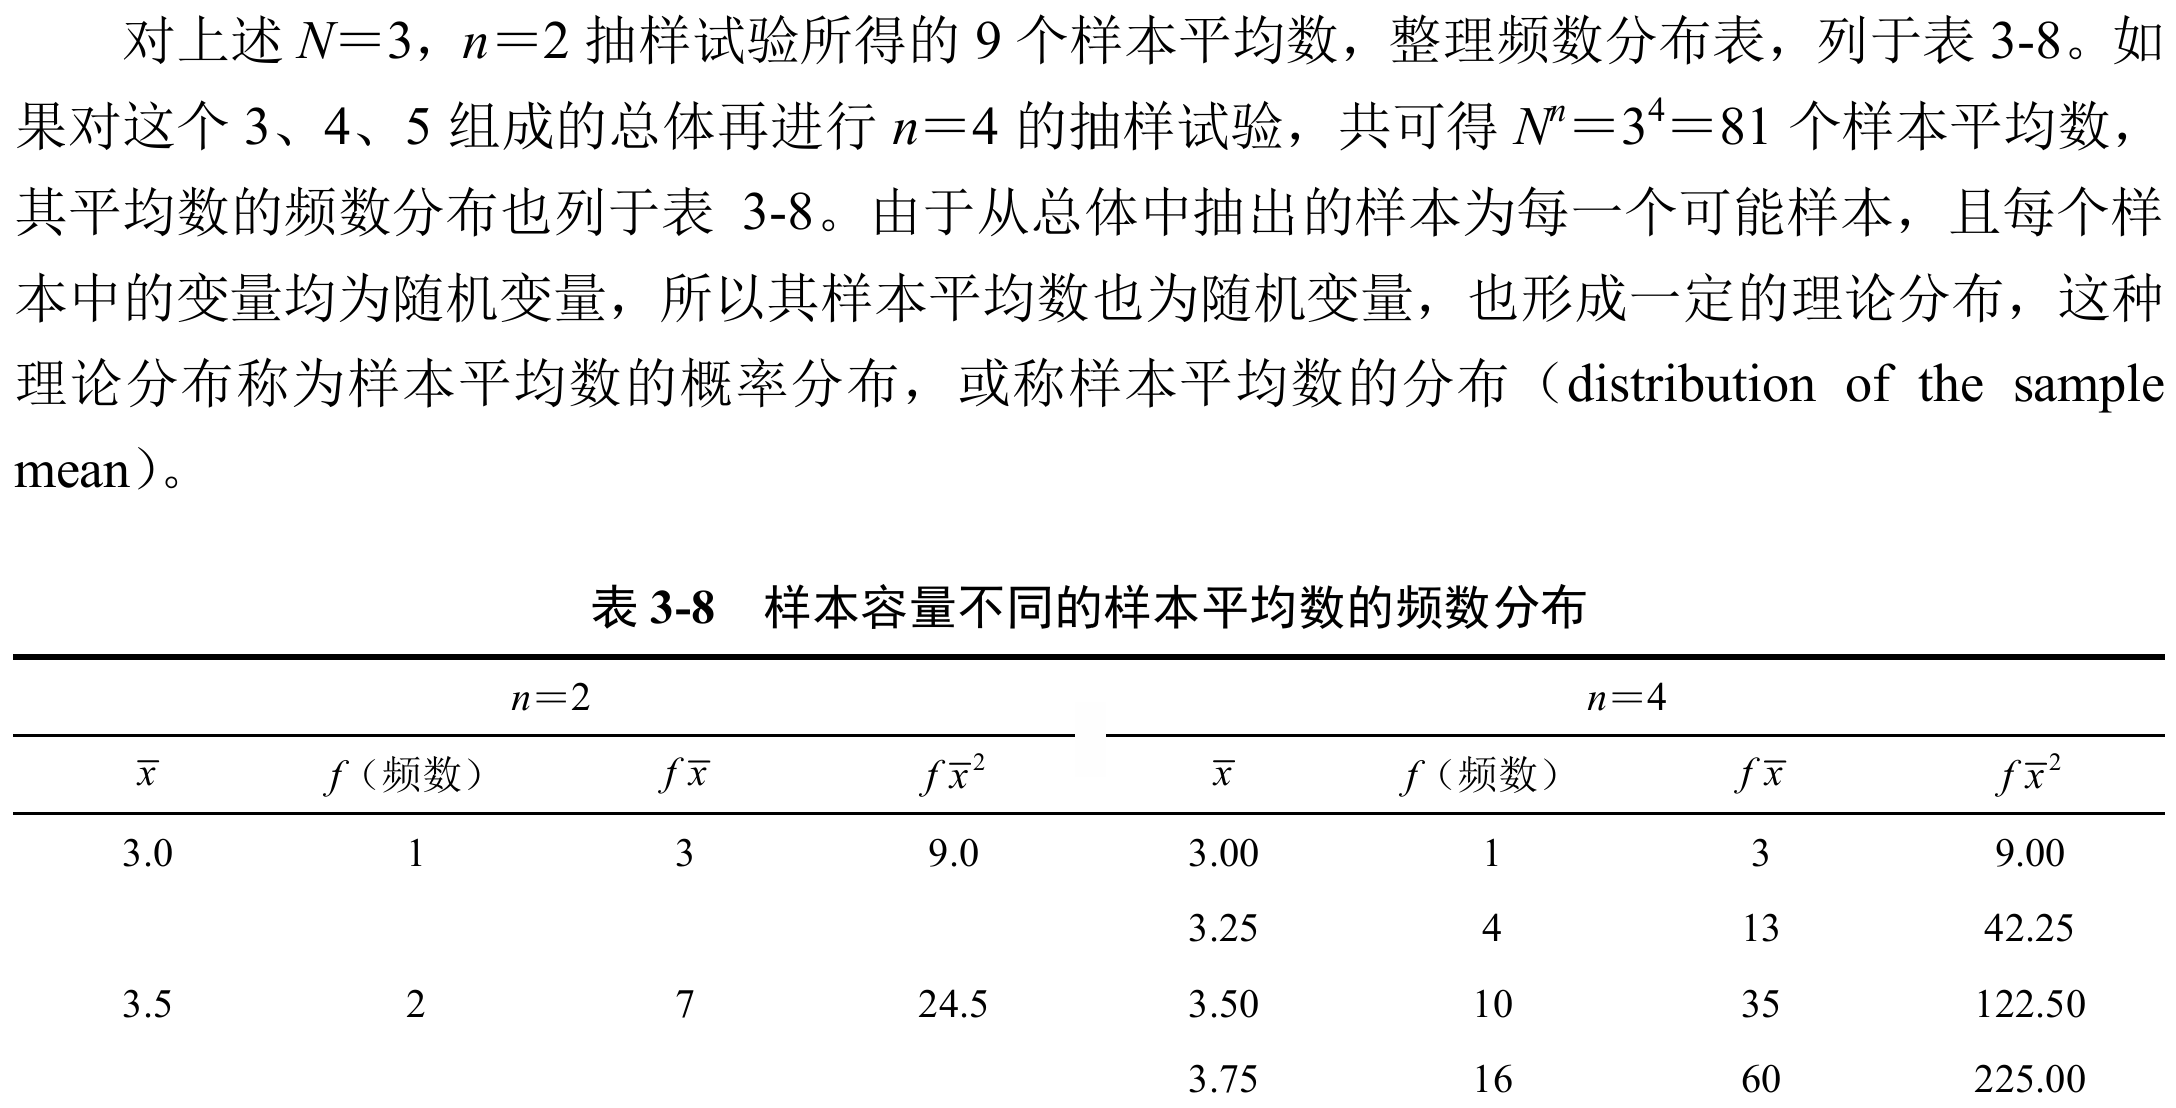 对上述 N＝3，n＝2 抽样试验所得的 9 个样本平均数，整理频数分布表，列于表 3-8。如
果对这个 3、4、5 组成的总体再进行 n＝4 的抽样试验，共可得 Nⁿ＝3⁴＝81 个样本平均数，
其平均数的频数分布也列于表 3-8。由于从总体中抽出的样本为每一个可能样本，且每个样
本中的变量均为随机变量，所以其样本平均数也为随机变量，也形成一定的理论分布，这种
理论分布称为样本平均数的概率分布，或称样本平均数的分布（distribution of the sample
mean）。
表 3-8 样本容量不同的样本平均数的频数分布
n＝2 n＝4
x̅ f（频数） f x̅ f x̅² x̅ f（频数） f x̅ f x̅²
3.0 1 3 9.0 3.00 1 3 9.00
3.25 4 13 42.25
3.5 2 7 24.5 3.50 10 35 122.50
3.75 16 60 225.00